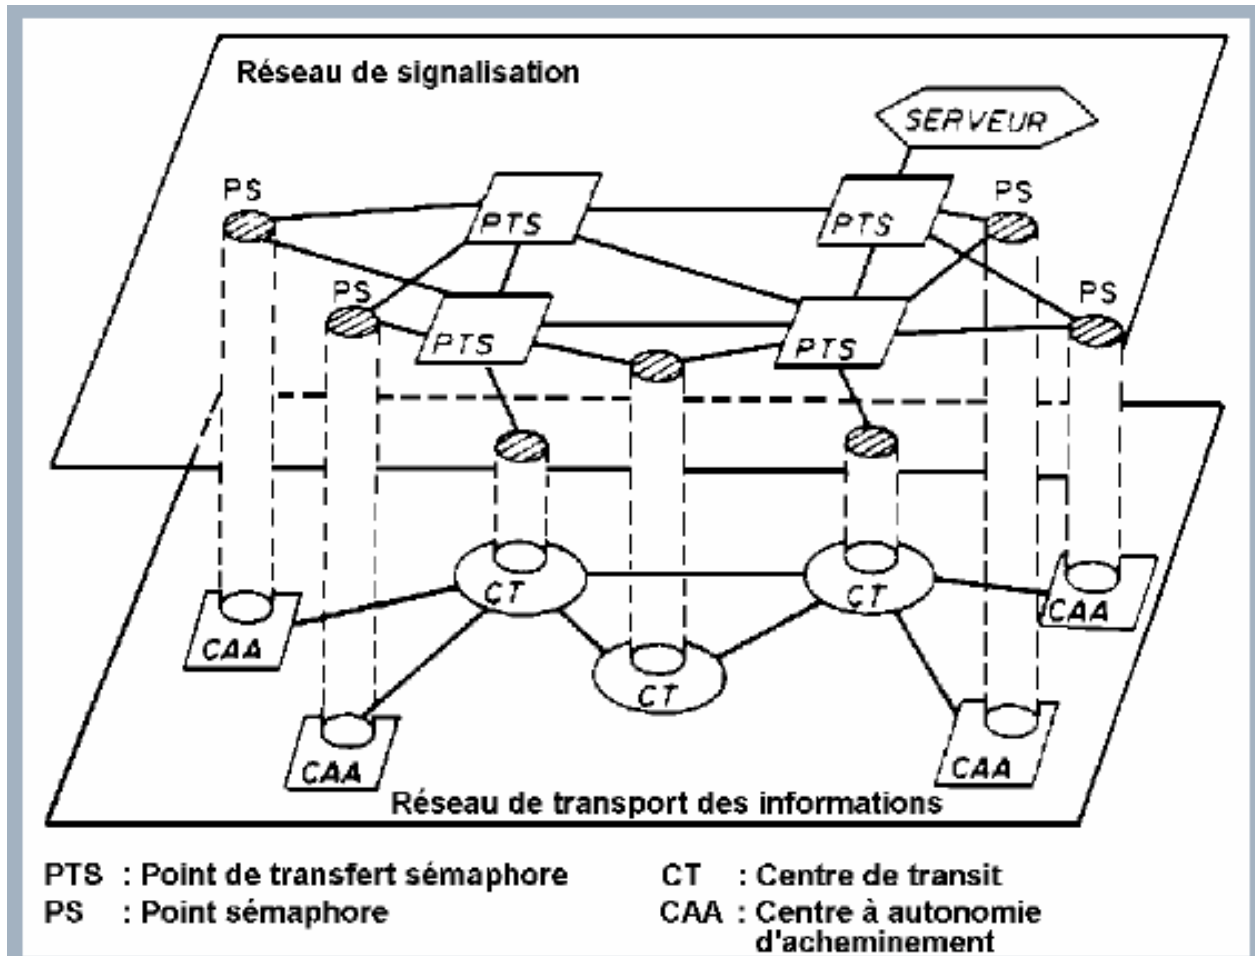 Réseau de signalisation
SERVEUR
PS
PTS
PTS
PS
PS
PS
PTS
PTS
CT
CT
CAA
CAA
CT
CAA
CAA
Réseau de transport des informations
PTS : Point de transfert sémaphore
CT : Centre de transit
PS : Point sémaphore
CAA : Centre à autonomie
d'acheminement